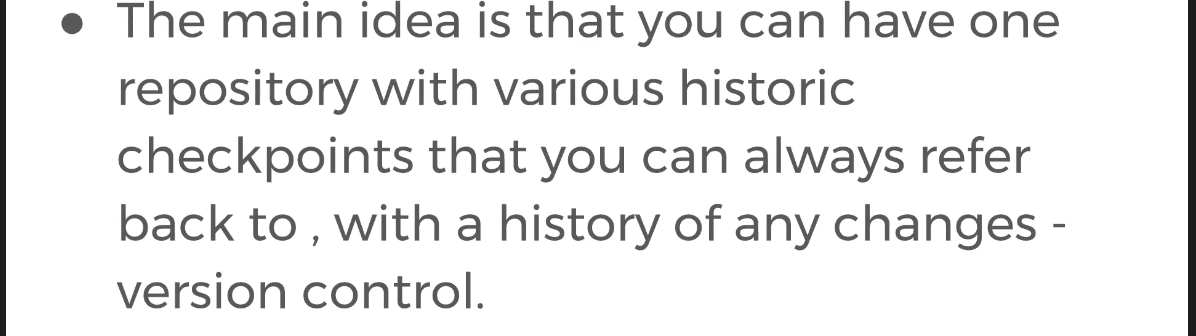 ● The main idea is that you can have one
repository with various historic
checkpoints that you can always refer
back to , with a history of any changes -
version control.